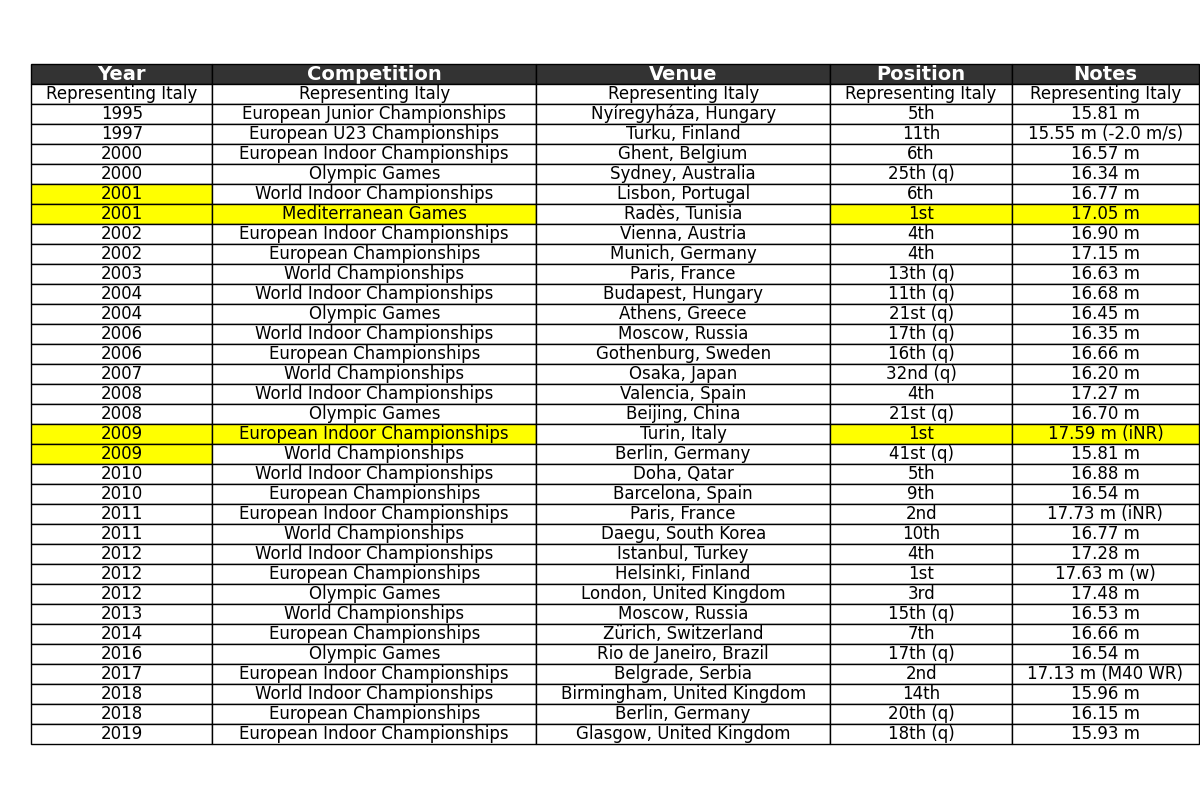 Year Competition Venue Position Notes
Representing Italy Representing Italy Representing Italy Representing Italy Representing Italy
1995 European Junior Championships Nyíregyháza, Hungary 5th 15.81 m
1997 European U23 Championships Turku, Finland 11th 15.55 m (-2.0 m/s)
2000 European Indoor Championships Ghent, Belgium 6th 16.57 m
2000 Olympic Games Sydney, Australia 25th (q) 16.34 m
2001 World Indoor Championships Lisbon, Portugal 6th 16.77 m
2001 Mediterranean Games Radès, Tunisia 1st 17.05 m
2002 European Indoor Championships Vienna, Austria 4th 16.90 m
2002 European Championships Munich, Germany 4th 17.15 m
2003 World Championships Paris, France 13th (q) 16.63 m
2004 World Indoor Championships Budapest, Hungary 11th (q) 16.68 m
2004 Olympic Games Athens, Greece 21st (q) 16.45 m
2006 World Indoor Championships Moscow, Russia 17th (q) 16.35 m
2006 European Championships Gothenburg, Sweden 16th (q) 16.66 m
2007 World Championships Osaka, Japan 32nd (q) 16.20 m
2008 World Indoor Championships Valencia, Spain 4th 17.27 m
2008 Olympic Games Beijing, China 21st (q) 16.70 m
2009 European Indoor Championships Turin, Italy 1st 17.59 m (iNR)
2009 World Championships Berlin, Germany 41st (q) 15.81 m
2010 World Indoor Championships Doha, Qatar 5th 16.88 m
2010 European Championships Barcelona, Spain 9th 16.54 m
2011 European Indoor Championships Paris, France 2nd 17.73 m (iNR)
2011 World Championships Daegu, South Korea 10th 16.77 m
2012 World Indoor Championships Istanbul, Turkey 4th 17.28 m
2012 European Championships Helsinki, Finland 1st 17.63 m (w)
2012 Olympic Games London, United Kingdom 3rd 17.48 m
2013 World Championships Moscow, Russia 15th (q) 16.53 m
2014 European Championships Zürich, Switzerland 7th 16.66 m
2016 Olympic Games Rio de Janeiro, Brazil 17th (q) 16.54 m
2017 European Indoor Championships Belgrade, Serbia 2nd 17.13 m (M40 WR)
2018 World Indoor Championships Birmingham, United Kingdom 14th 15.96 m
2018 European Championships Berlin, Germany 20th (q) 16.15 m
2019 European Indoor Championships Glasgow, United Kingdom 18th (q) 15.93 m